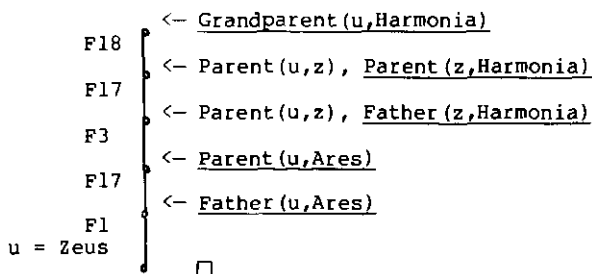 <- Grandparent(u,Harmonia)
F18
<- Parent(u,z), Parent(z,Harmonia)
F17
<- Parent(u,z), Father(z,Harmonia)
F3
<- Parent(u,Ares)
F17
<- Father(u,Ares)
F1
u = Zeus
□